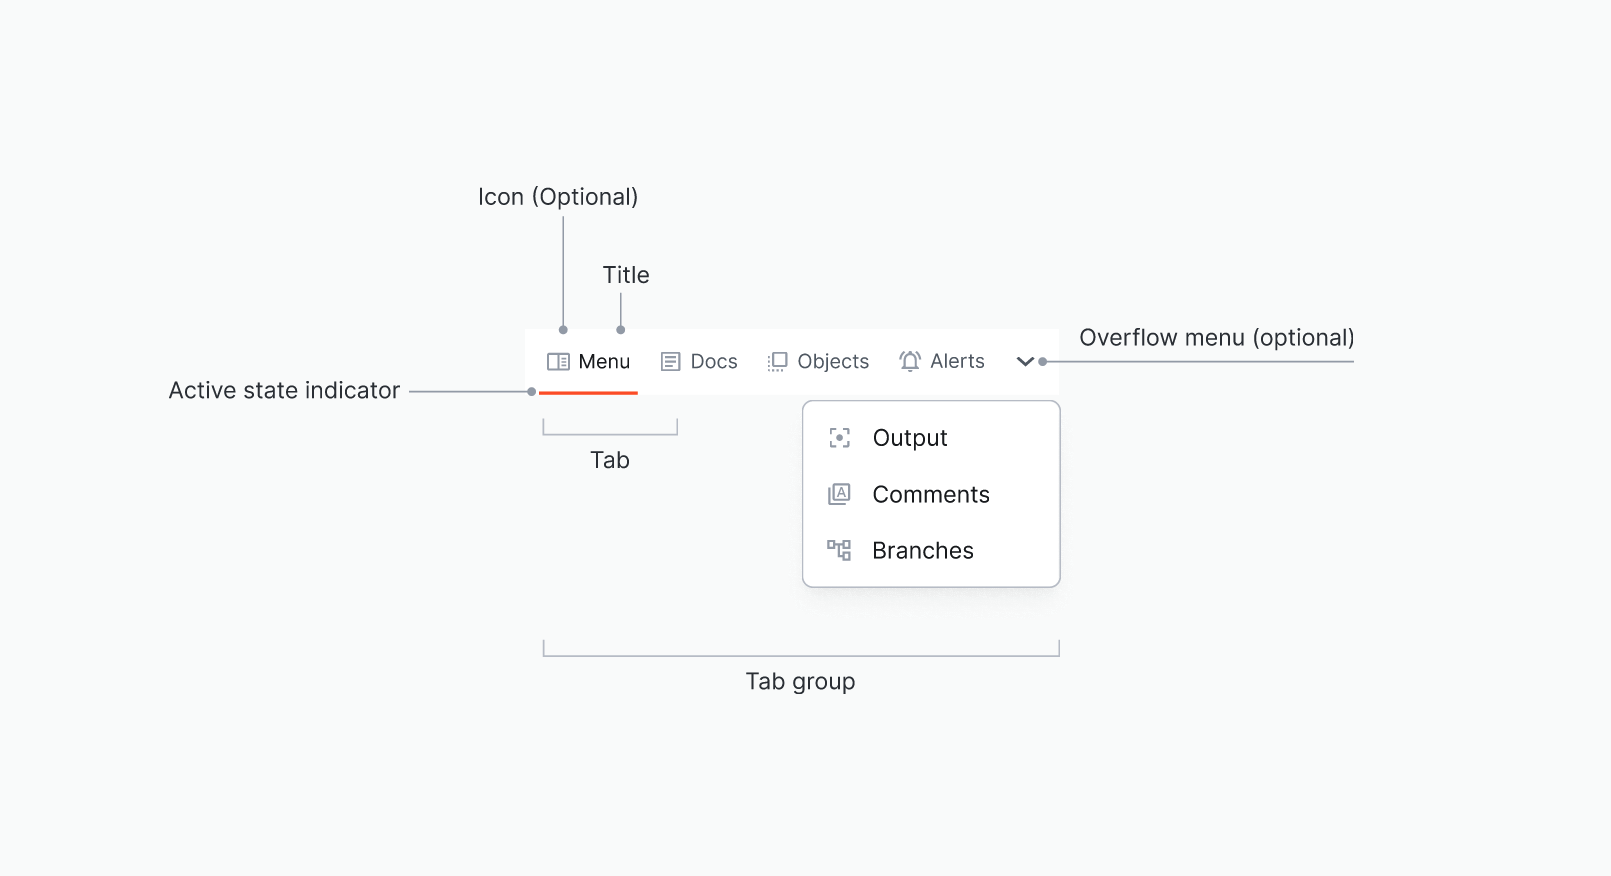 Icon (Optional)
Title
Overflow menu (optional)
Menu Docs Objects Alerts
Active state indicator
Tab
Output
A Comments
Branches
Tab group